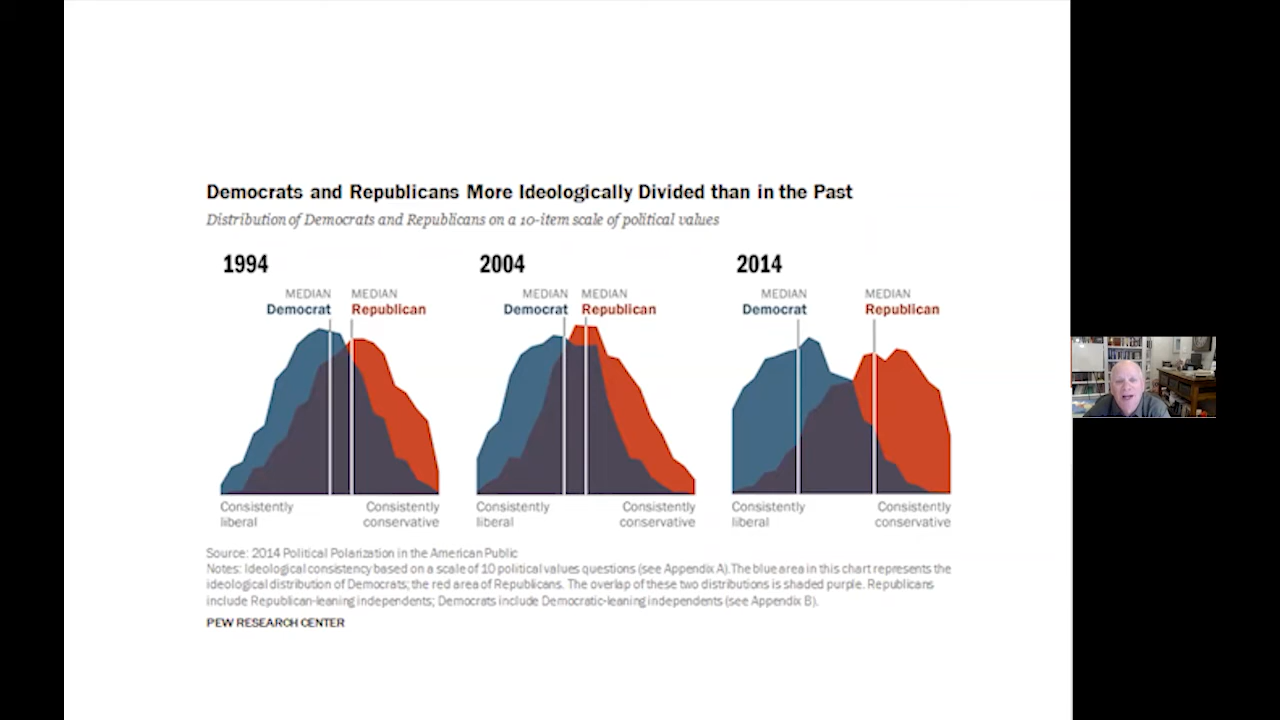 Democrats and Republicans More Ideologically Divided than in the Past
Distribution of Democrats and Republicans on a 10-item scale of political values
1994
MEDIAN Democrat
MEDIAN Republican
Consistently liberal
Consistently conservative
2004
MEDIAN Democrat
MEDIAN Republican
Consistently liberal
Consistently conservative
2014
MEDIAN Democrat
MEDIAN Republican
Consistently liberal
Consistently conservative
Source: 2014 Political Polarization in the American Public
Notes: Ideological consistency based on a scale of 10 political values questions (see Appendix A). The blue area in this chart represents the
ideological distribution of Democrats; the red area of Republicans. The overlap of these two distributions is shaded purple. Republicans
include Republican-leaning independents; Democrats include Democratic-leaning independents (see Appendix B).
PEW RESEARCH CENTER